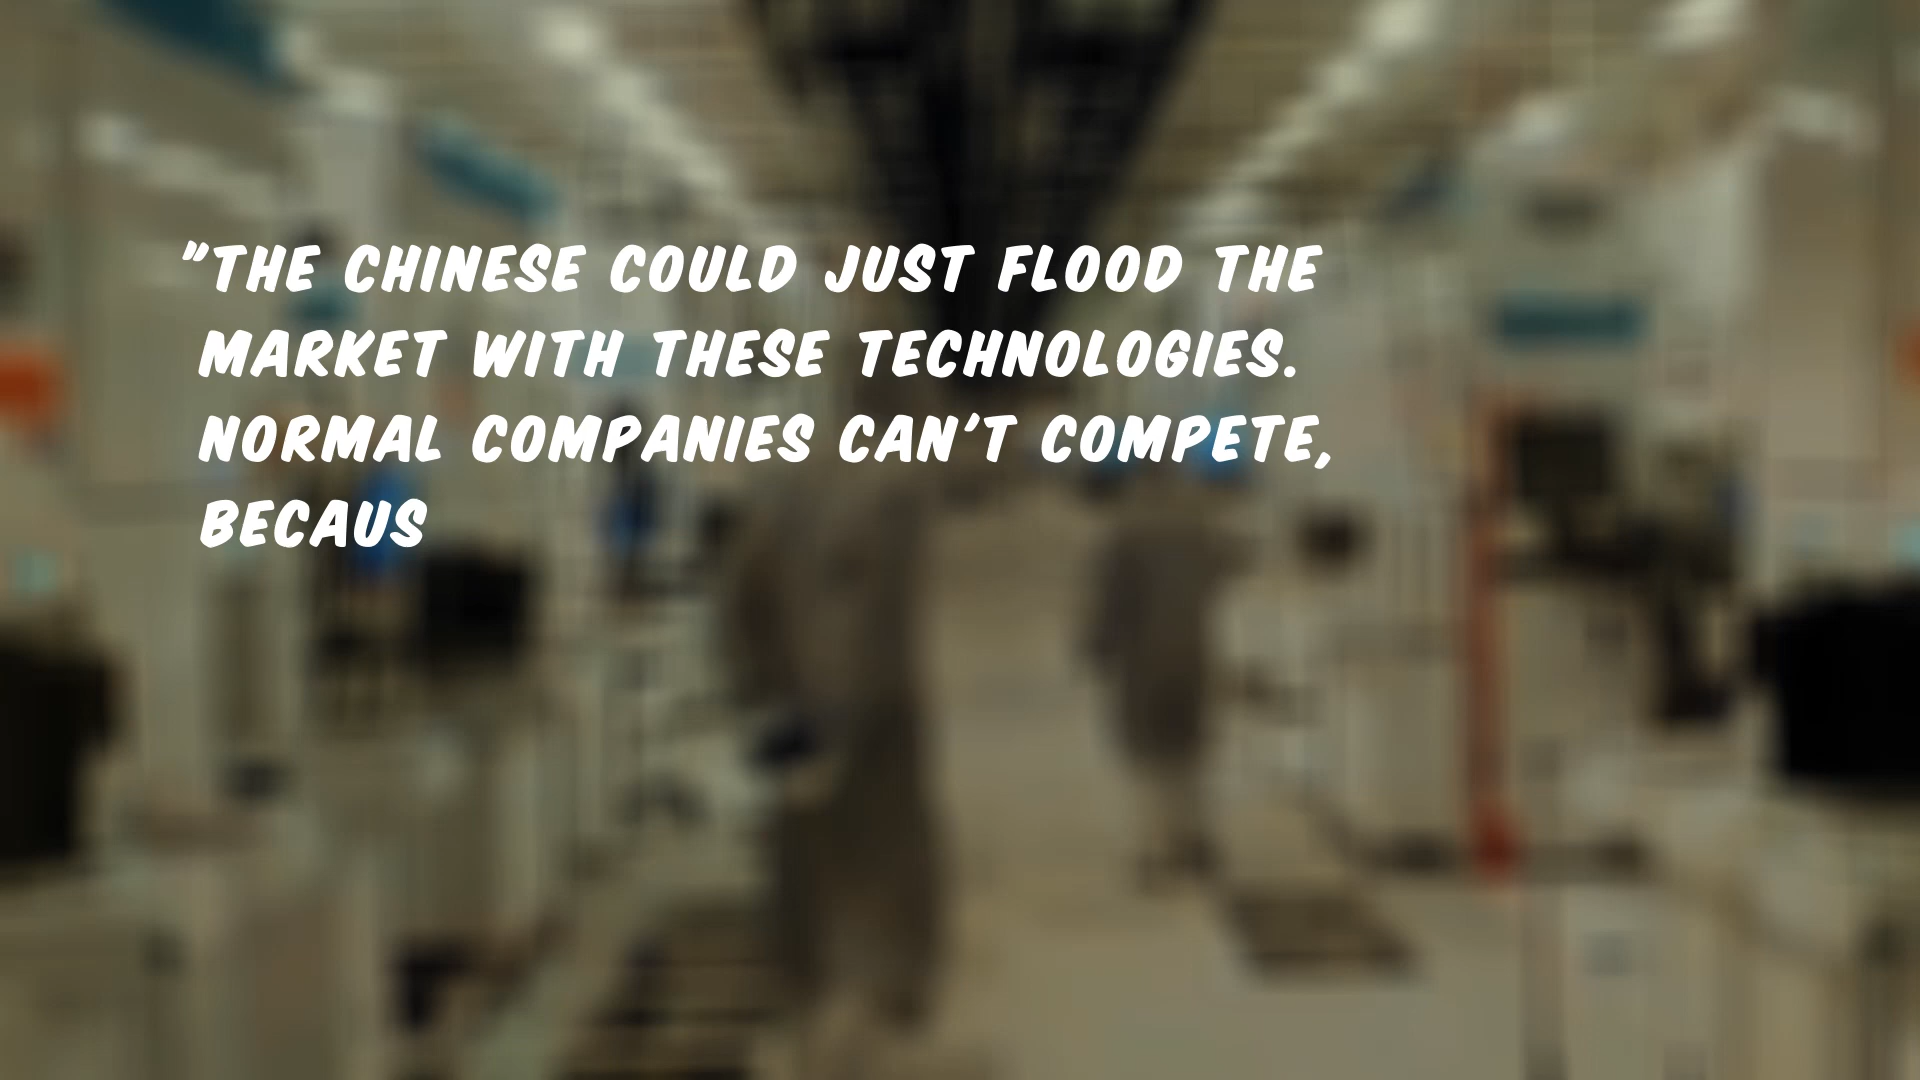 "THE CHINESE COULD JUST FLOOD THE
MARKET WITH THESE TECHNOLOGIES.
NORMAL COMPANIES CAN'T COMPETE,
BECAUS